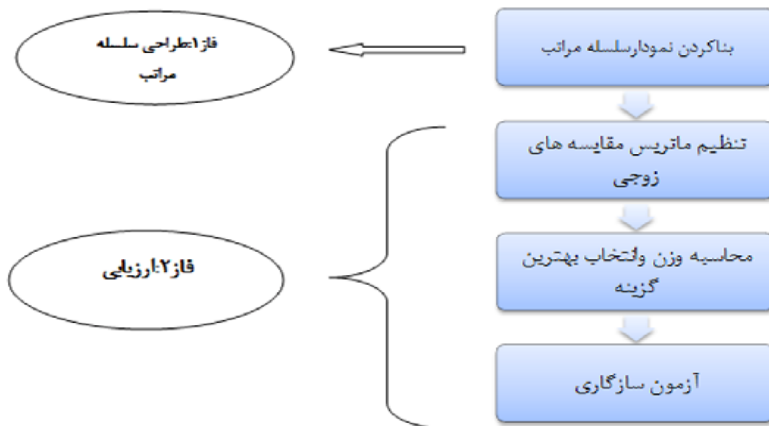 بناکردن نمودارسلسله مراتب
فاز۱:طراحی سلسله
مراتب
تنظیم ماتریس مقایسه های
زوجی
محاسبه وزن وانتخاب بهترین
گزینه
فاز۲:ارزیابی
آزمون سازگاری